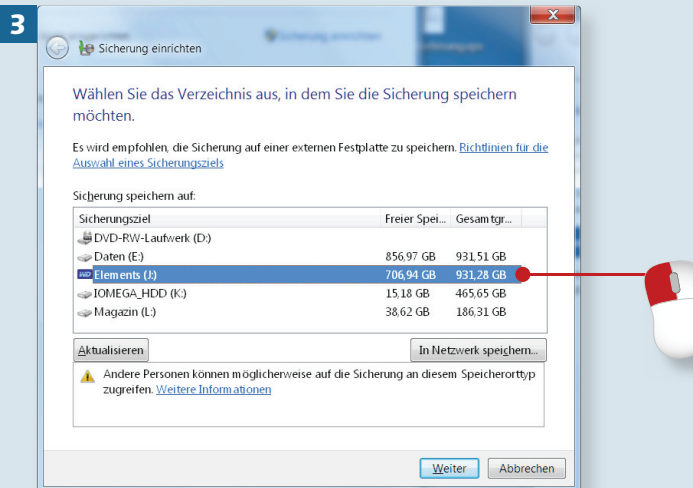 3
Sicherung einrichten
Wählen Sie das Verzeichnis aus, in dem Sie die Sicherung speichern
möchten.
Es wird empfohlen, die Sicherung auf einer externen Festplatte zu speichern. Richtlinien für die
Auswahl eines Sicherungsziels
Sicherung speichern auf:
Sicherungsziel Freier Spei... Gesamtgr...
DVD-RW-Laufwerk (D:)
Daten (E:) 856,97 GB 931,51 GB
WD Elements (J:) 706,94 GB 931,28 GB
IOMEGA_HDD (K:) 15,18 GB 465,65 GB
Magazin (L:) 38,62 GB 186,31 GB
Aktualisieren In Netzwerk speichern...
Andere Personen können möglicherweise auf die Sicherung an diesem Speicherorttyp
zugreifen. Weitere Informationen
Weiter Abbrechen